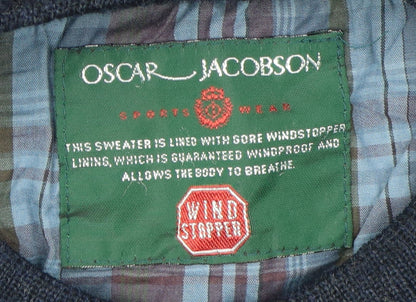 OSCAR JACOBSON
SPORTS WEAR
THIS SWEATER IS LINED WITH GORE WINDSTOPPER
LINING, WHICH IS GUARANTEED WINDPROOF AND
ALLOWS THE BODY TO BREATHE.
WIND
STOPPER